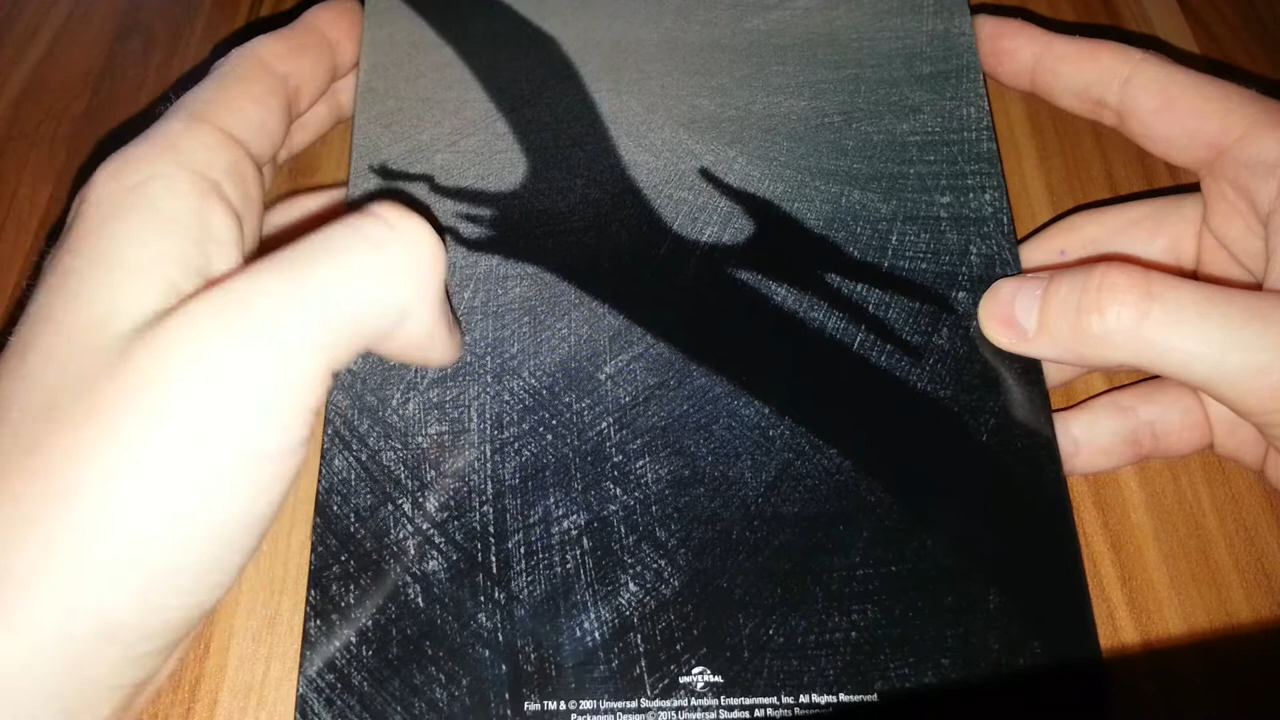 UNIVERSAL
Film TM & © 2001 Universal Studios and Amblin Entertainment, Inc. All Rights Reserved.
Packaging Design © 2015 Universal Studios. All Rights Reserved.